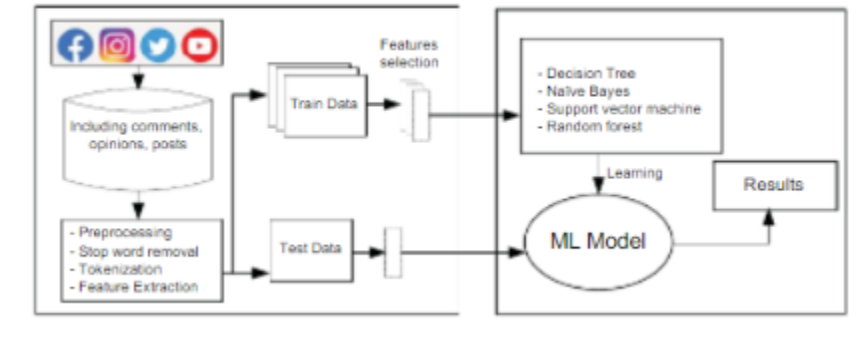 Including comments,
opinions, posts
- Preprocessing
- Stop word removal
- Tokenization
- Feature Extraction
Train Data
Test Data
Features
selection
- Decision Tree
- Naïve Bayes
- Support vector machine
- Random forest
Learning
ML Model
Results